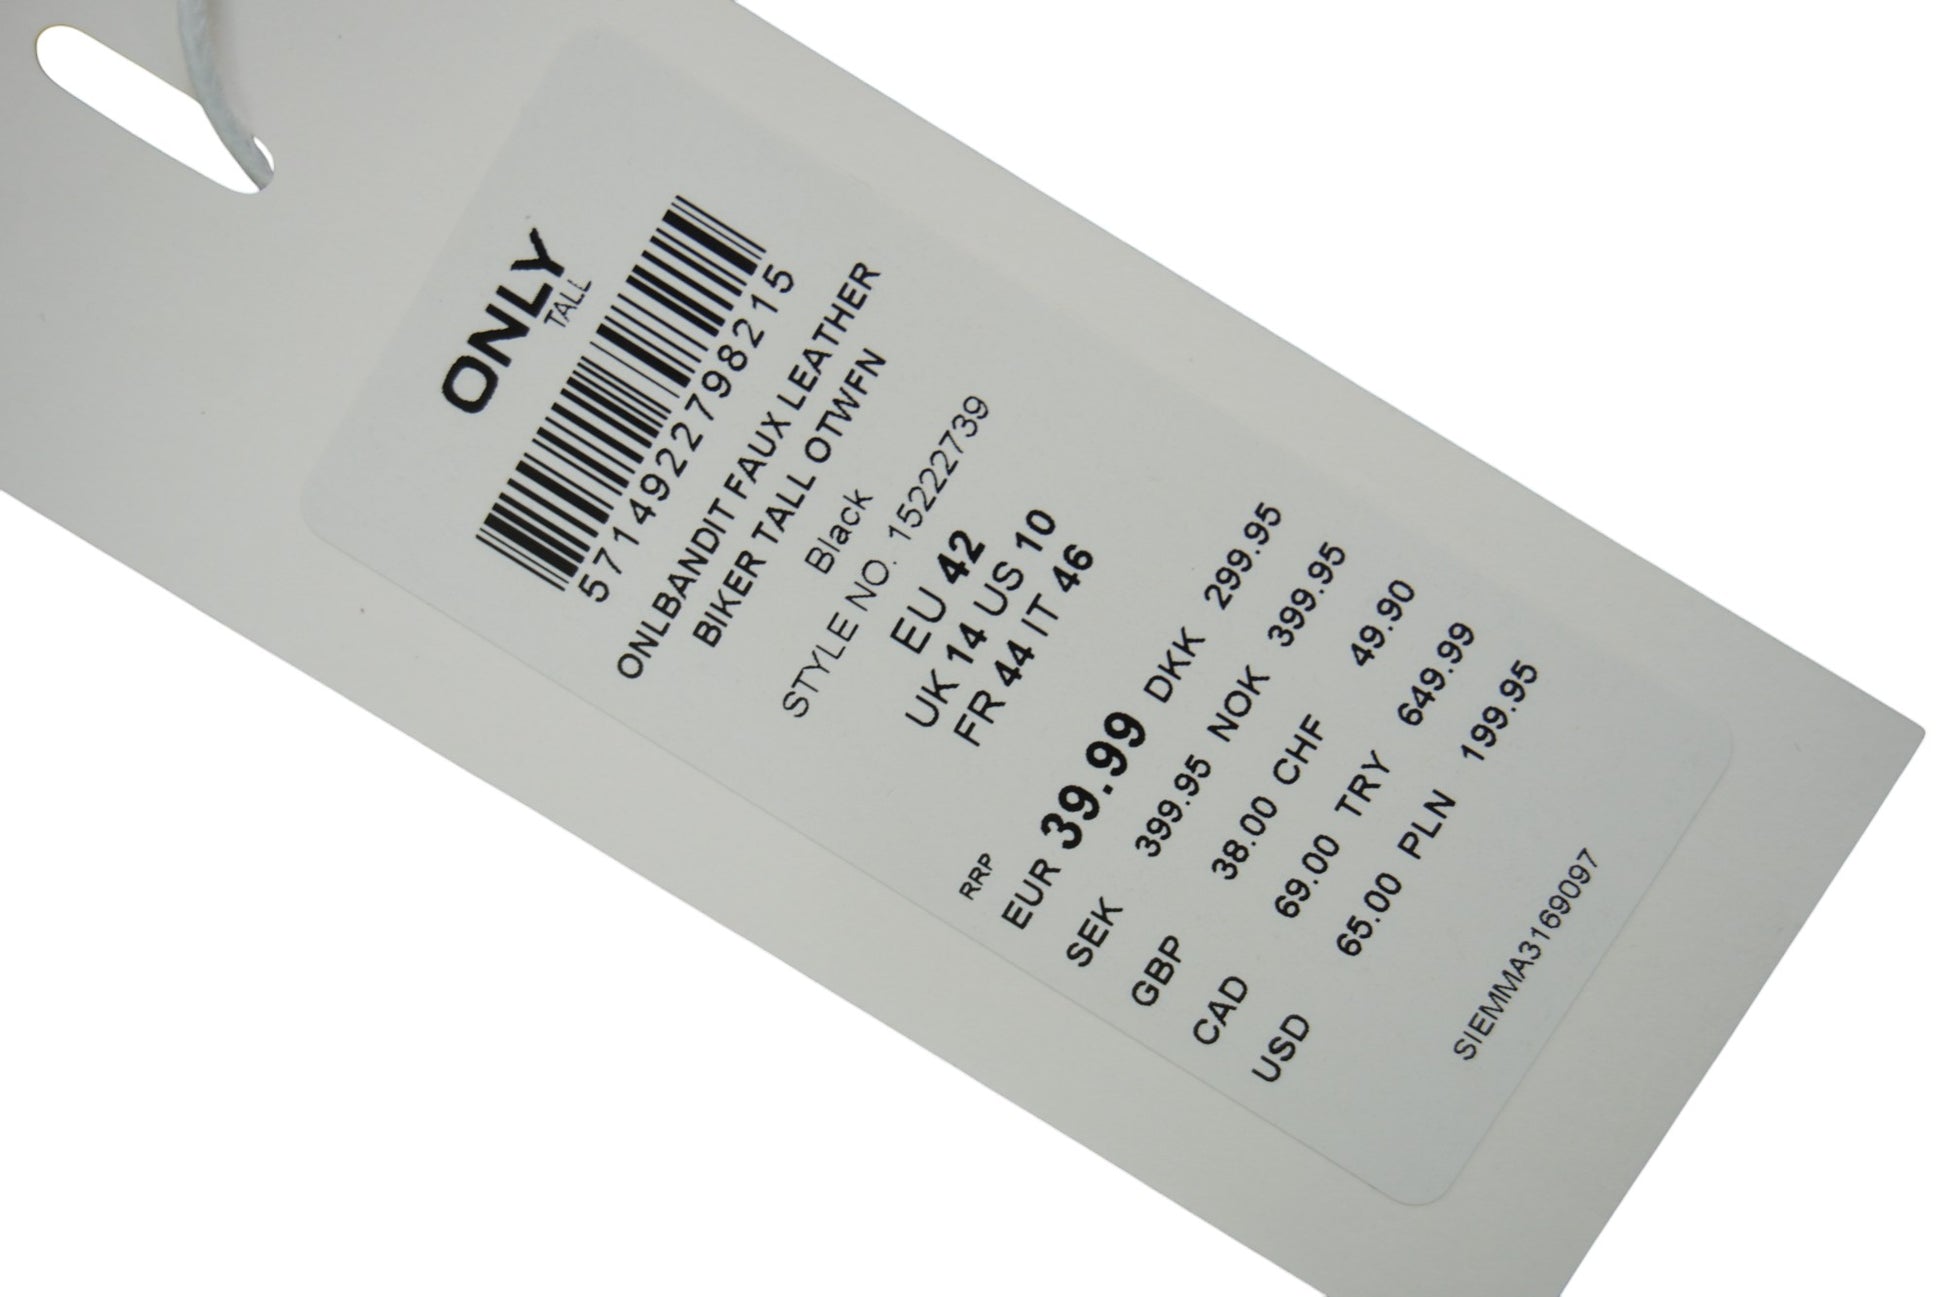 ONLY
TALL
5714922798215
ONLBANDIT FAUX LEATHER
BIKER TALL OTWFN
Black
STYLE NO. 15222739
EU 42
UK 14 US 10
FR 44 IT 46
RRP
EUR 39.99 DKK 299.95
SEK 399.95 NOK 399.95
GBP 38.00 CHF 49.90
CAD 69.00 TRY 649.99
USD 65.00 PLN 199.95
SIEMMA3169097